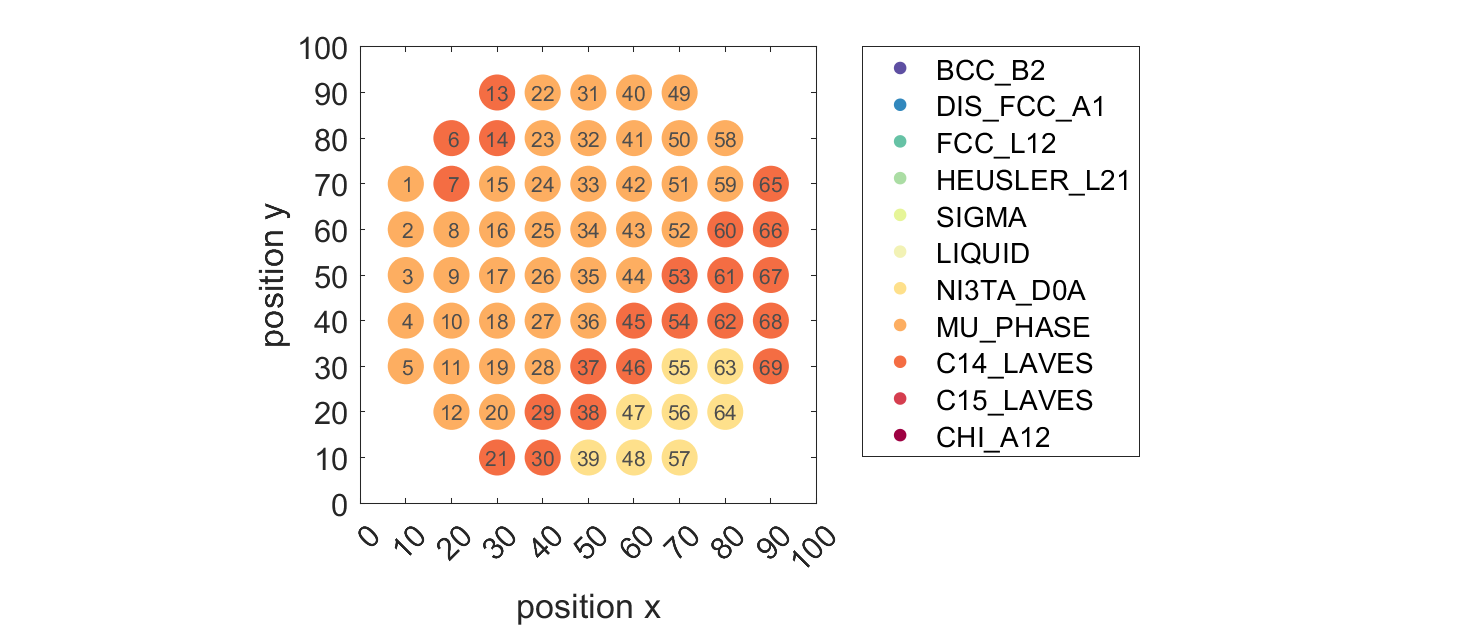 100
90
80
70
60
50
40
30
20
10
0
position y
13 22 31 40 49
6 14 23 32 41 50 58
1 7 15 24 33 42 51 59 65
2 8 16 25 34 43 52 60 66
3 9 17 26 35 44 53 61 67
4 10 18 27 36 45 54 62 68
5 11 19 28 37 46 55 63 69
12 20 29 38 47 56 64
21 30 39 48 57
0 10 20 30 40 50 60 70 80 90 100
position x
BCC_B2
DIS_FCC_A1
FCC_L12
HEUSLER_L21
SIGMA
LIQUID
NI3TA_D0A
MU_PHASE
C14_LAVES
C15_LAVES
CHI_A12